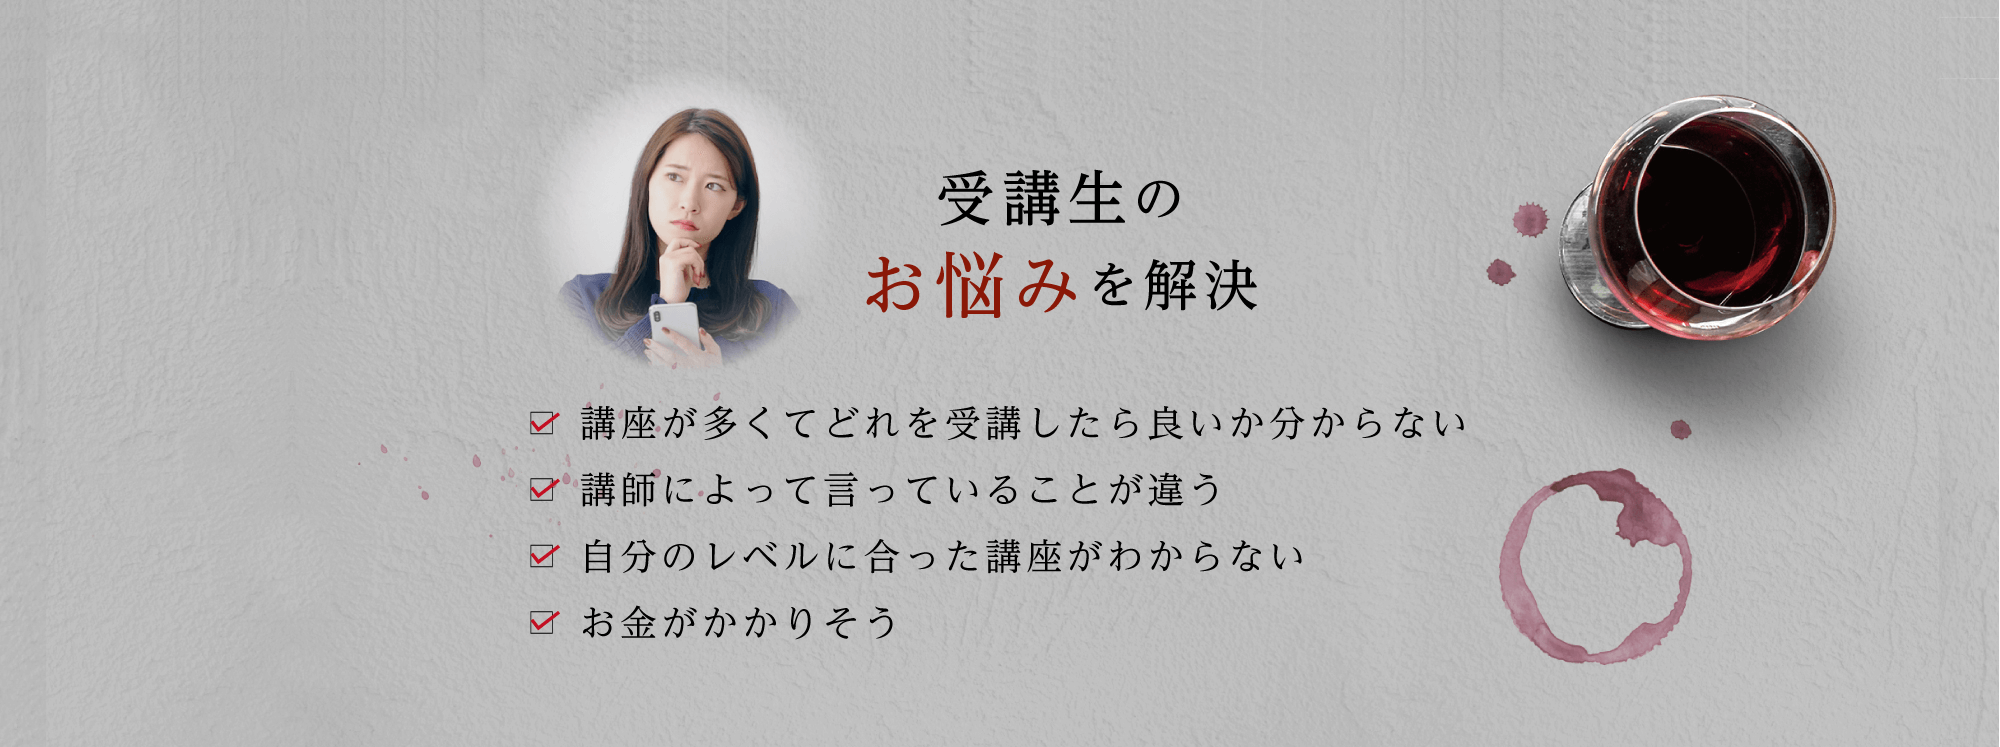 受講生の
お悩みを解決
講座が多くてどれを受講したら良いか分からない
講師によって言っていることが違う
自分のレベルに合った講座がわからない
お金がかかりそう